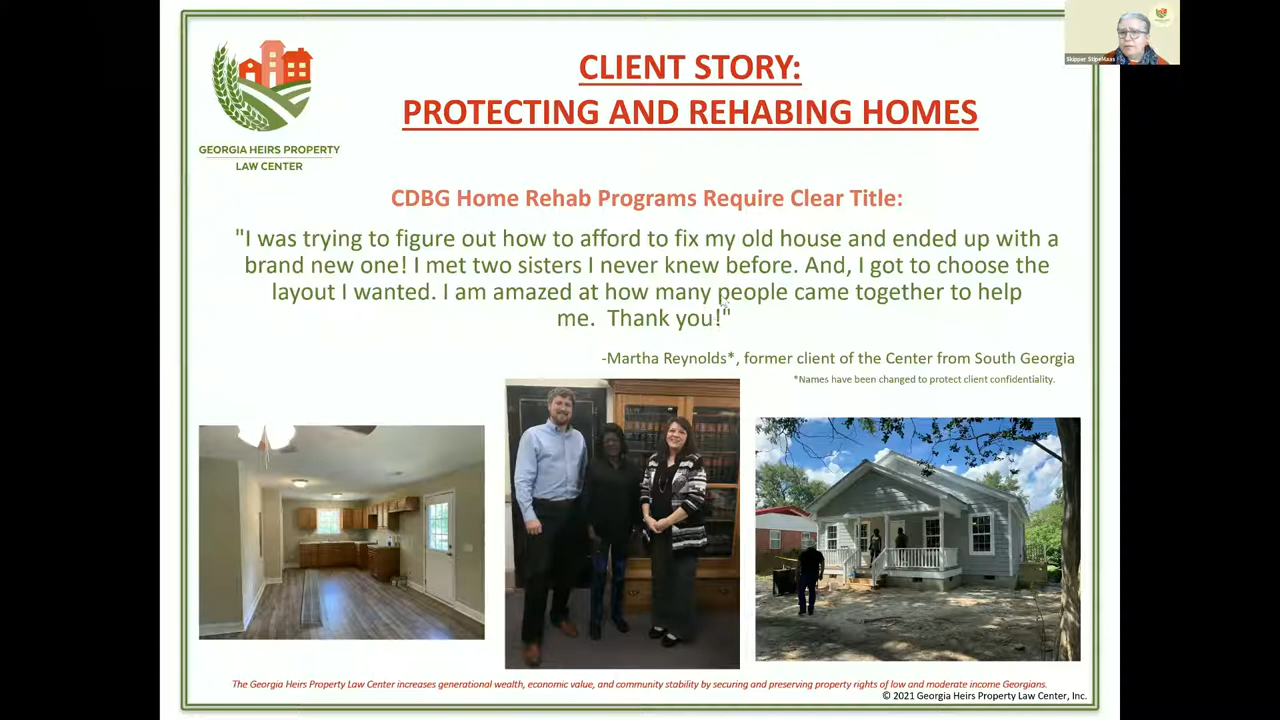 CLIENT STORY:
PROTECTING AND REHABING HOMES
GEORGIA HEIRS PROPERTY
LAW CENTER
CDBG Home Rehab Programs Require Clear Title:
"I was trying to figure out how to afford to fix my old house and ended up with a
brand new one! I met two sisters I never knew before. And, I got to choose the
layout I wanted. I am amazed at how many people came together to help
me. Thank you!"
-Martha Reynolds*, former client of the Center from South Georgia
*Names have been changed to protect client confidentiality.
The Georgia Heirs Property Law Center increases generational wealth, economic value, and community stability by securing and preserving property rights of low and moderate income Georgians.
© 2021 Georgia Heirs Property Law Center, Inc.
Skipper StipeMaas